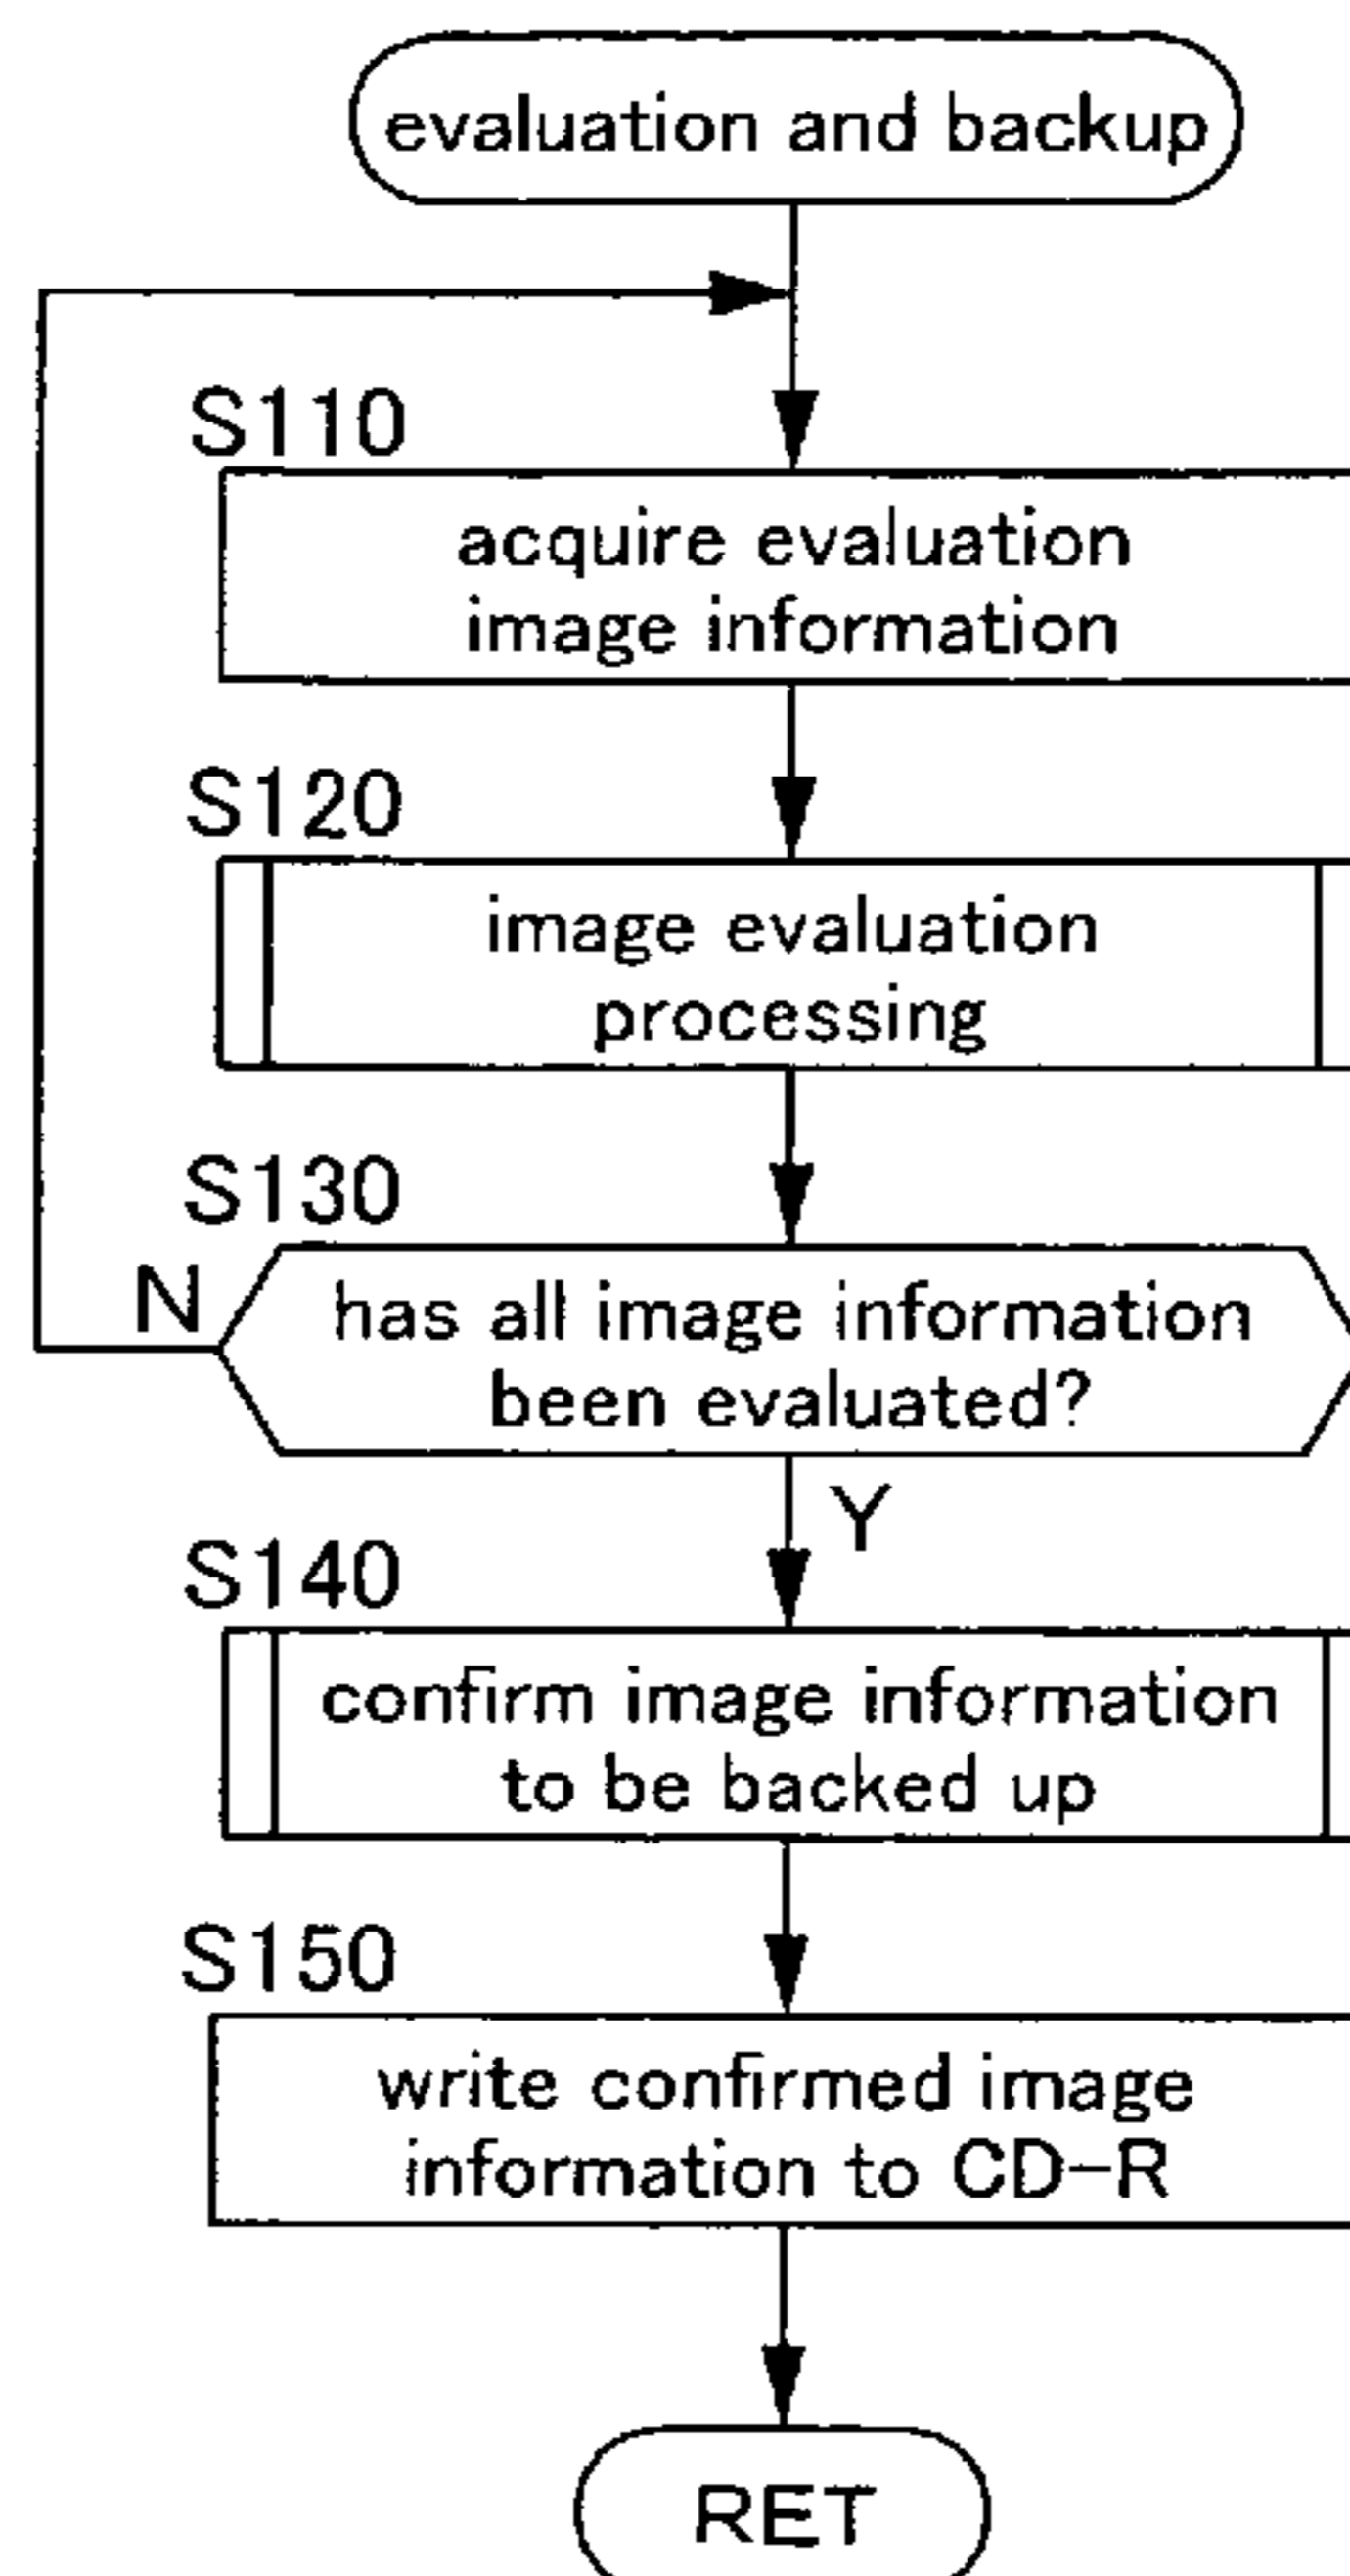 evaluation and backup
S110
acquire evaluation
image information
S120
image evaluation
processing
S130
N
has all image information
been evaluated?
Y
S140
confirm image information
to be backed up
S150
write confirmed image
information to CD-R
RET